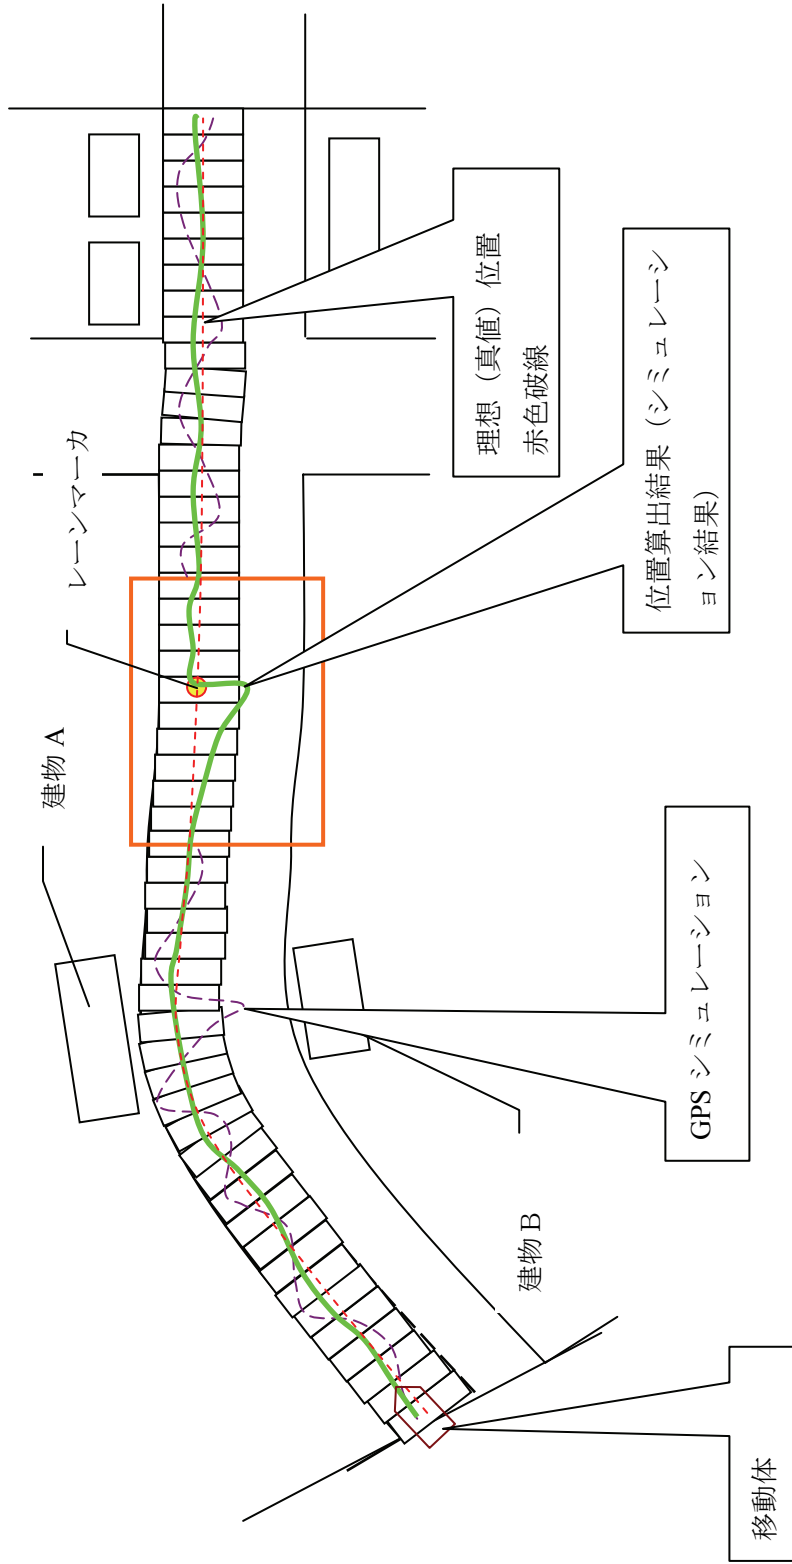 レーンマーカ
建物 A
理想（真値）位置
赤色破線
位置算出結果（シミュレーシ
ョン結果）
GPS シミュレーション
建物 B
移動体